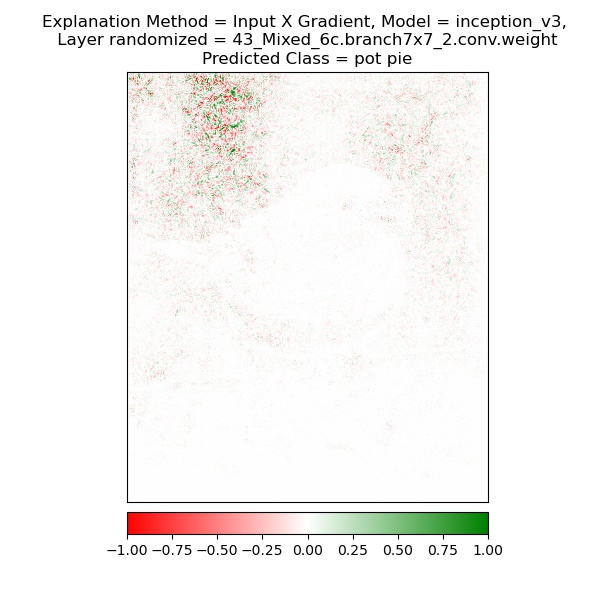 Explanation Method = Input X Gradient, Model = inception_v3,
Layer randomized = 43_Mixed_6c.branch7x7_2.conv.weight
Predicted Class = pot pie
−1.00 −0.75 −0.50 −0.25 0.00 0.25 0.50 0.75 1.00